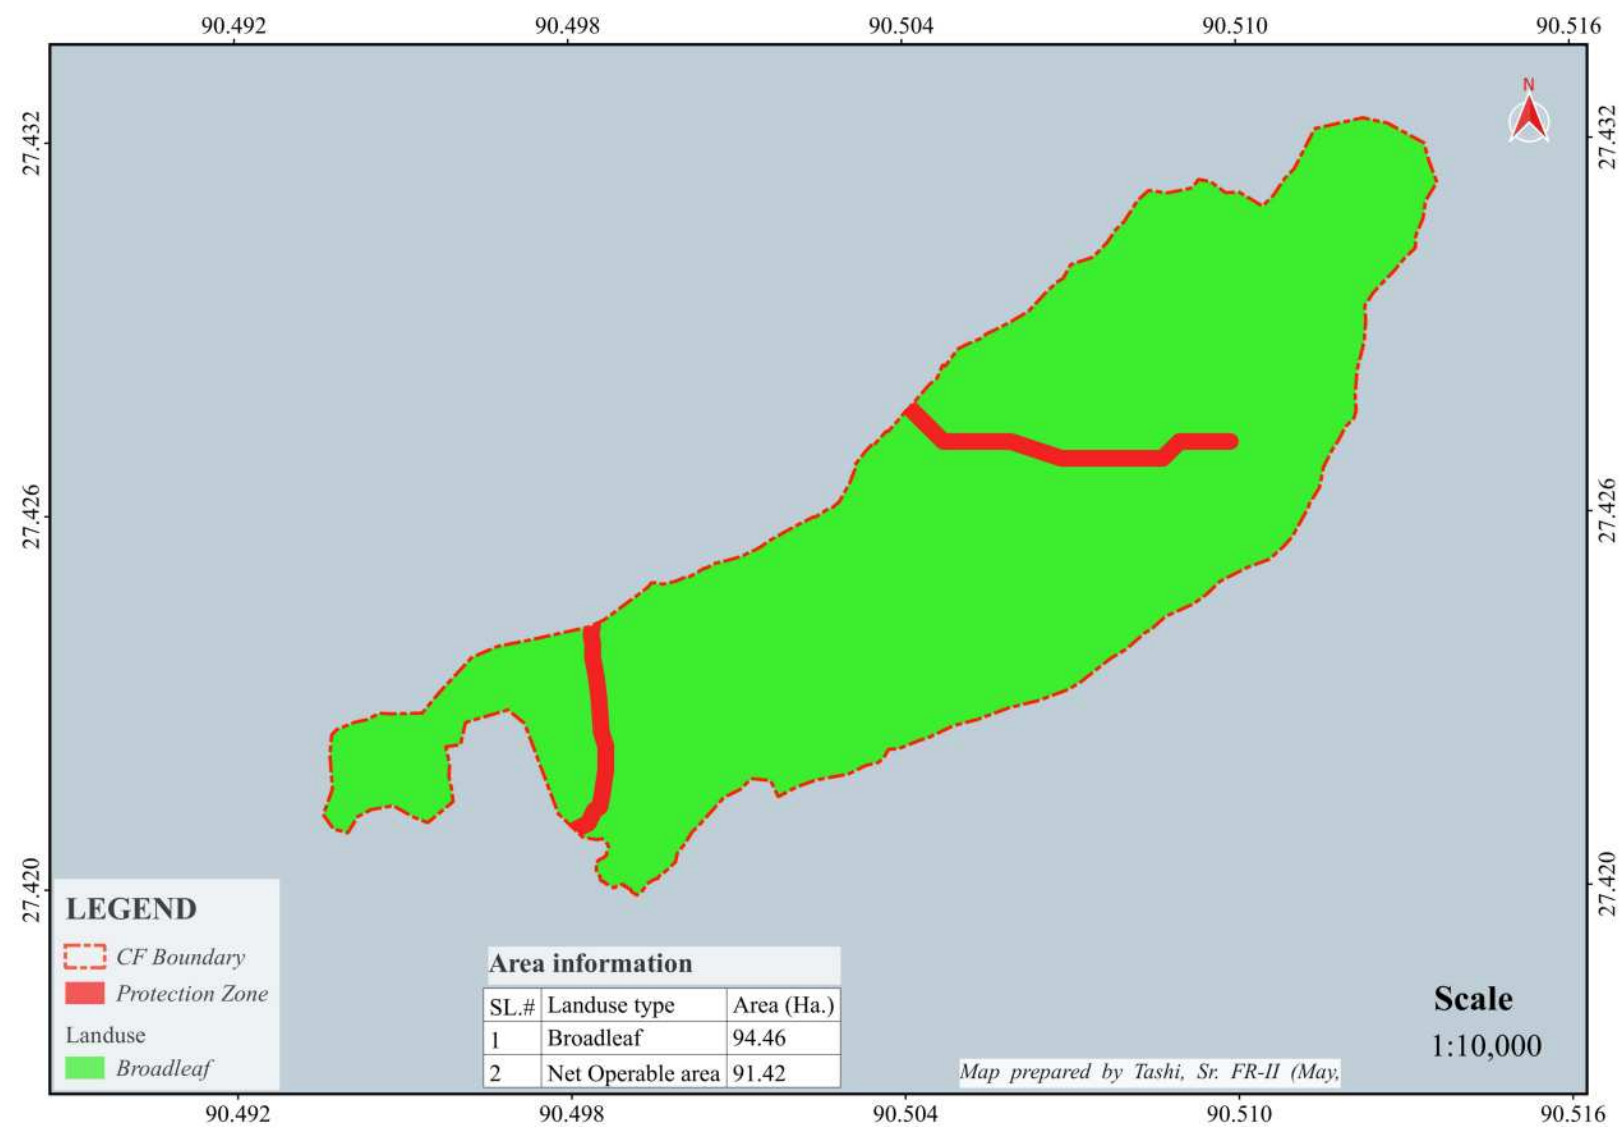 90.492 90.498 90.504 90.510 90.516
N
27.432 27.432
27.426 27.426
27.420 27.420
LEGEND
CF Boundary
Protection Zone
Landuse
Broadleaf
Area information
SL.# Landuse type Area (Ha.)
1 Broadleaf 94.46
2 Net Operable area 91.42
Scale
1:10,000
Map prepared by Tashi, Sr. FR-II (May,
90.492 90.498 90.504 90.510 90.516